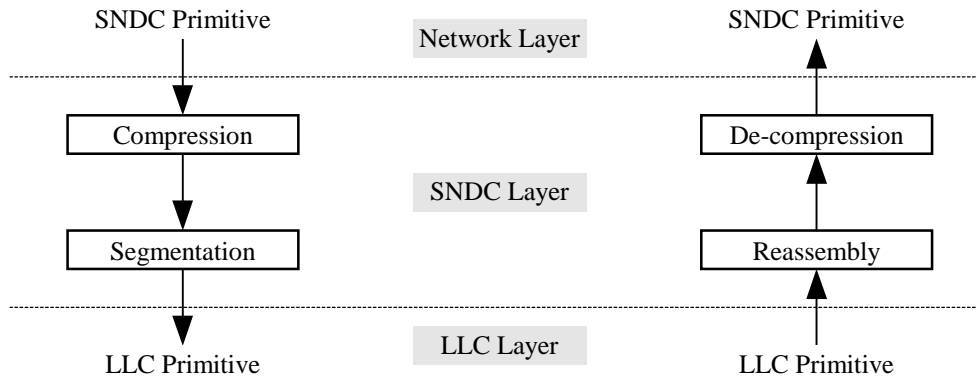 SNDC Primitive
Network Layer
SNDC Primitive
Compression
De-compression
SNDC Layer
Segmentation
Reassembly
LLC Primitive
LLC Layer
LLC Primitive